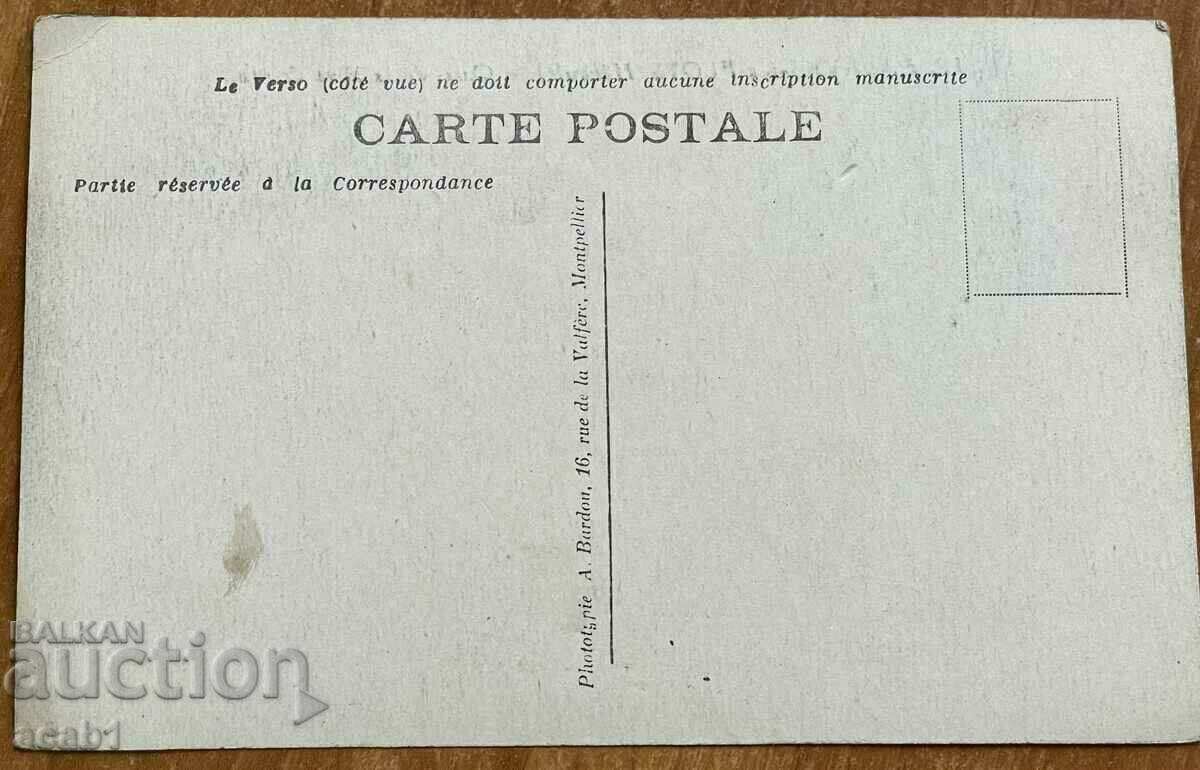 Le Verso (côté vue) ne doit comporter aucune inscription manuscrite
CARTE POSTALE
Partie réservée à la Correspondance
Phototypie A. Bardou, 16, rue de la Valfère, Montpellier
BALKAN
auction
acab1